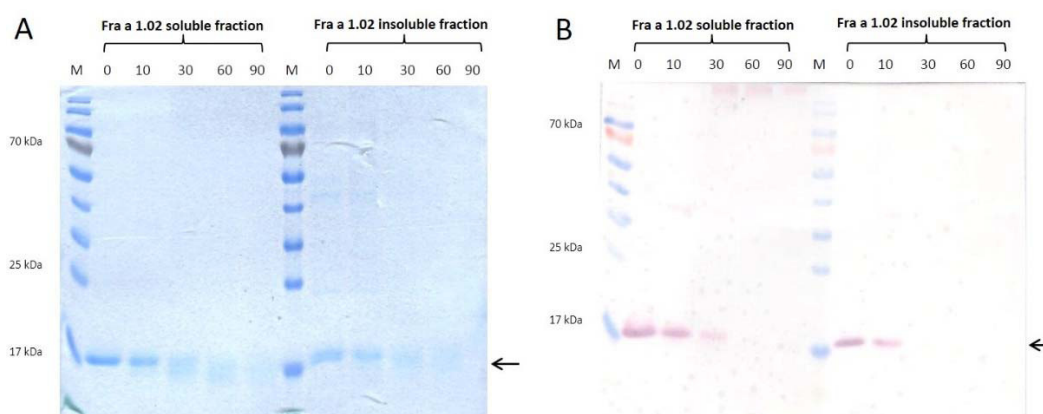 A
Fra a 1.02 soluble fraction
Fra a 1.02 insoluble fraction
M 0 10 30 60 90 M 0 10 30 60 90
70 kDa
25 kDa
17 kDa
B
Fra a 1.02 soluble fraction
Fra a 1.02 insoluble fraction
M 0 10 30 60 90 M 0 10 30 60 90
70 kDa
25 kDa
17 kDa